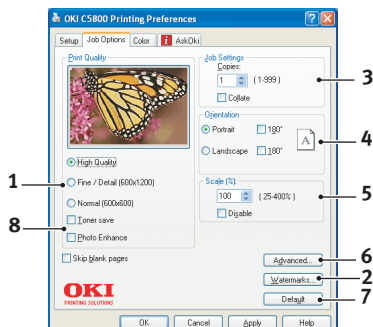 OKI C5800 Printing Preferences
Setup Job Options Color i AskOki
Print Quality
High Quality
Fine / Detail (600x1200)
Normal (600x600)
Toner save
Photo Enhance
Skip blank pages
OKI
PRINTING SOLUTIONS
Job Settings
Copies:
1 (1-999)
Collate
Orientation
Portrait 180°
Landscape 180°
A
Scale (%)
100 (25-400%)
Disable
Advanced...
Watermarks...
Default
OK Cancel Apply Help
1
8
3
4
5
6
2
7